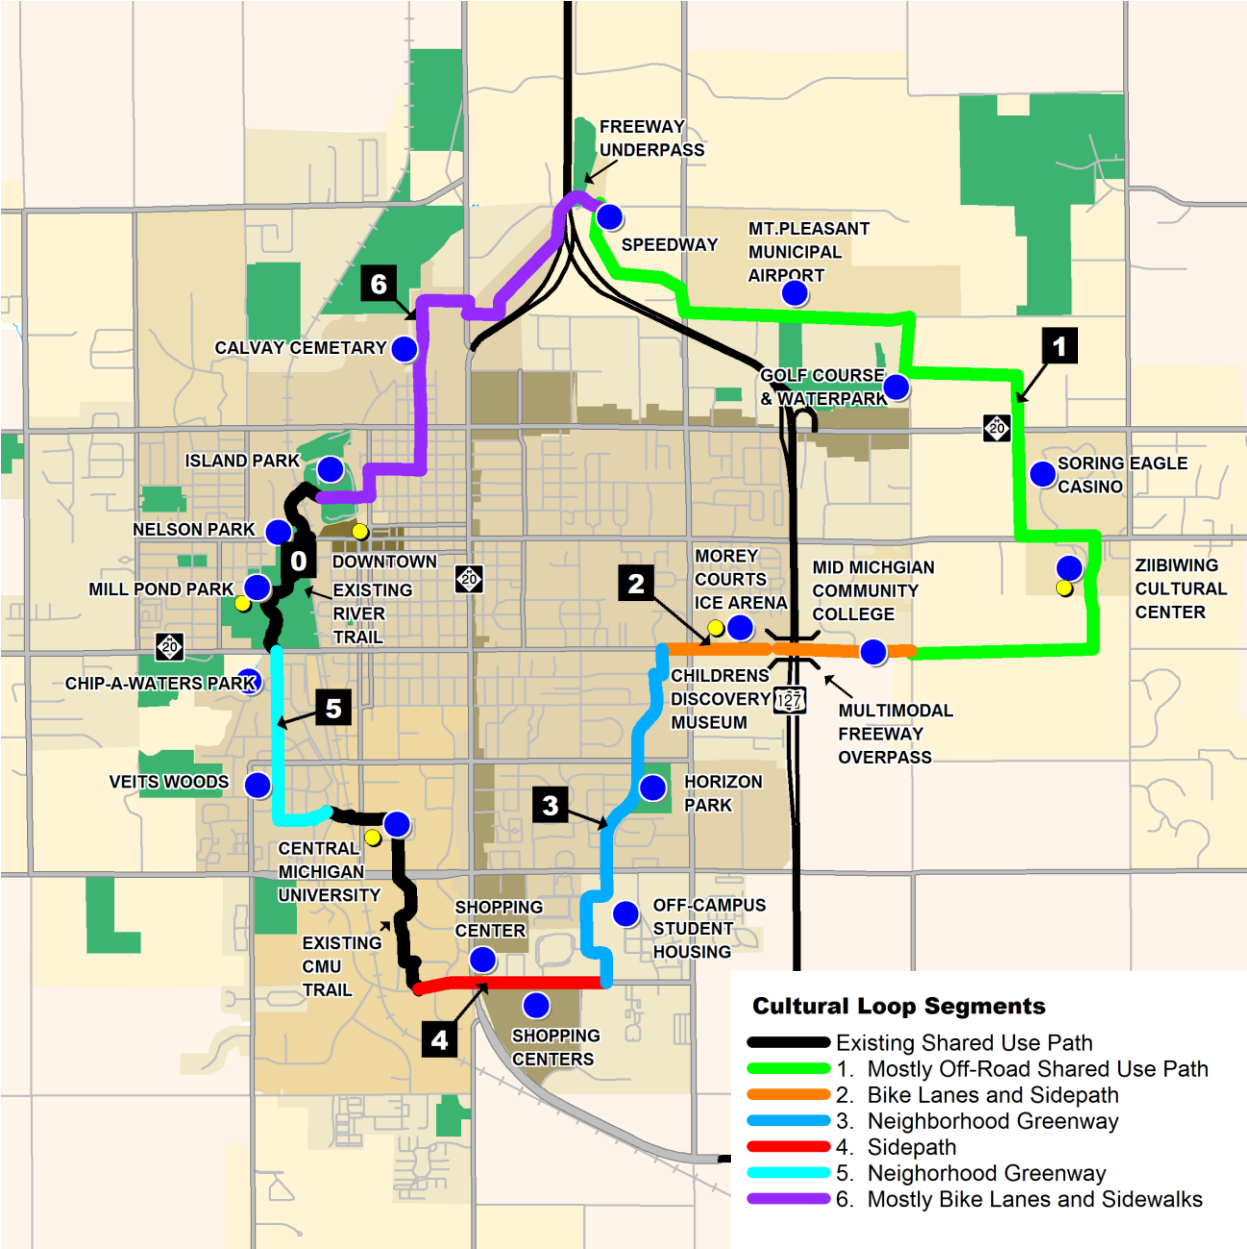 FREEWAY
UNDERPASS
SPEEDWAY
MT.PLEASANT
MUNICIPAL
AIRPORT
6
CALVAY CEMETARY
1
GOLF COURSE
& WATERPARK
20
ISLAND PARK
SORING EAGLE
CASINO
NELSON PARK
0
DOWNTOWN
MOREY
COURTS
ICE ARENA
MID MICHGIAN
COMMUNITY
COLLEGE
ZIIBIWING
CULTURAL
CENTER
2
20
MILL POND PARK
EXISTING
RIVER
TRAIL
20
CHIP-A-WATERS PARK
CHILDRENS
DISCOVERY
MUSEUM
127
5
MULTIMODAL
FREEWAY
OVERPASS
VEITS WOODS
HORIZON
PARK
3
CENTRAL
MICHIGAN
UNIVERSITY
SHOPPING
CENTER
OFF-CAMPUS
STUDENT
HOUSING
EXISTING
CMU
TRAIL
4
SHOPPING
CENTERS
Cultural Loop Segments
Existing Shared Use Path
1. Mostly Off-Road Shared Use Path
2. Bike Lanes and Sidepath
3. Neighborhood Greenway
4. Sidepath
5. Neighorhood Greenway
6. Mostly Bike Lanes and Sidewalks